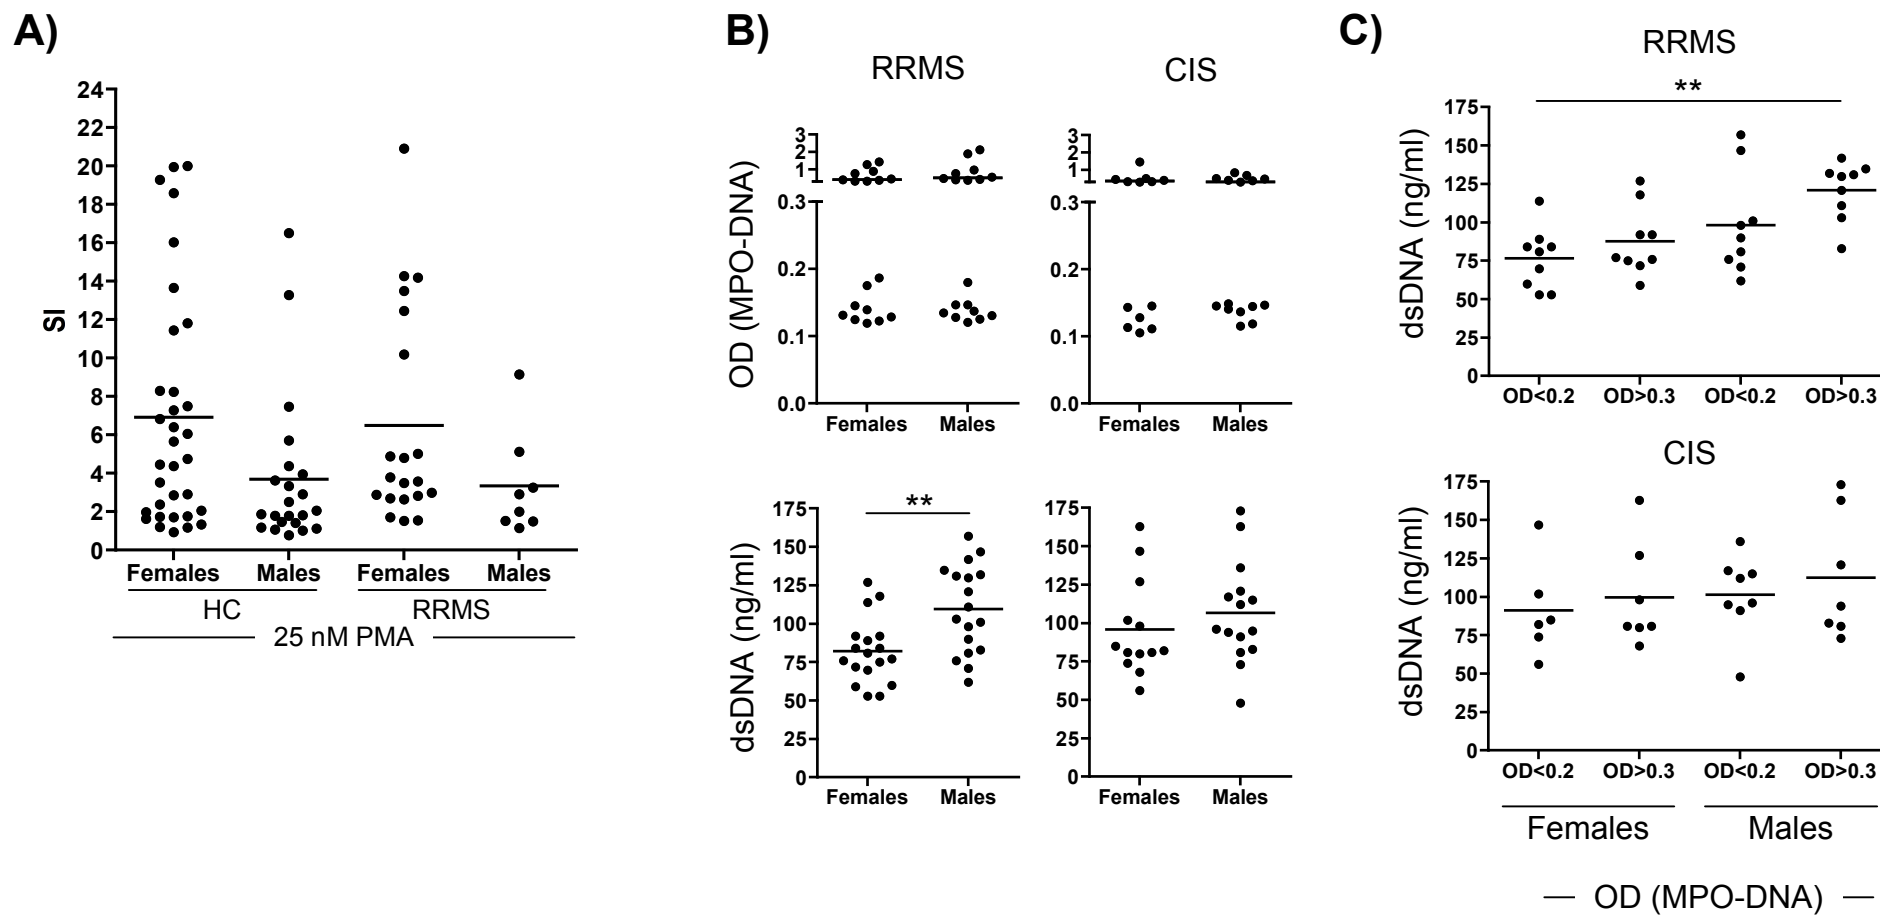 A)
24
22
20
18
16
14
12
10
8
6
4
2
0
SI
Females Males Females Males
HC RRMS
25 nM PMA
B)
RRMS CIS
OD (MPO-DNA)
3
2
1
0.3
0.2
0.1
0.0
Females Males
3
2
1
0.3
0.2
0.1
0.0
Females Males
dsDNA (ng/ml)
175
150
125
100
75
50
25
0
**
Females Males
175
150
125
100
75
50
25
0
Females Males
C)
RRMS
**
dsDNA (ng/ml)
175
150
125
100
75
50
25
0
OD<0.2 OD>0.3 OD<0.2 OD>0.3
CIS
dsDNA (ng/ml)
175
150
125
100
75
50
25
0
OD<0.2 OD>0.3 OD<0.2 OD>0.3
Females Males
OD (MPO-DNA)